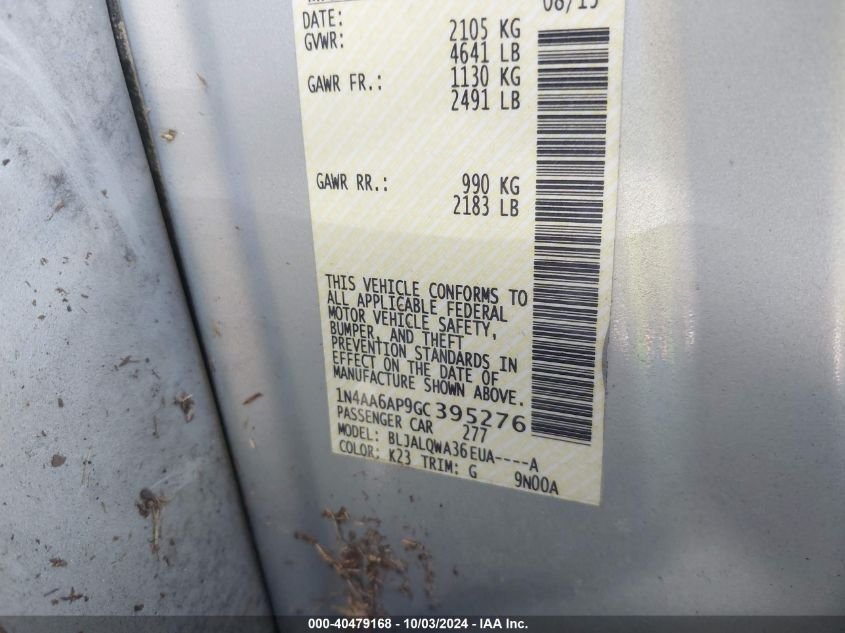 DATE: 08/15
GVWR: 2105 KG
4641 LB
GAWR FR.: 1130 KG
2491 LB
GAWR RR.: 990 KG
2183 LB
THIS VEHICLE CONFORMS TO
ALL APPLICABLE FEDERAL
MOTOR VEHICLE SAFETY,
BUMPER, AND THEFT
PREVENTION STANDARDS IN
EFFECT ON THE DATE OF
MANUFACTURE SHOWN ABOVE.
1N4AA6AP9GC395276
PASSENGER CAR 277
MODEL: BLJALQWA36EUA----A
COLOR: K23 TRIM: G 9N00A
000-40479168 - 10/03/2024 - IAA Inc.